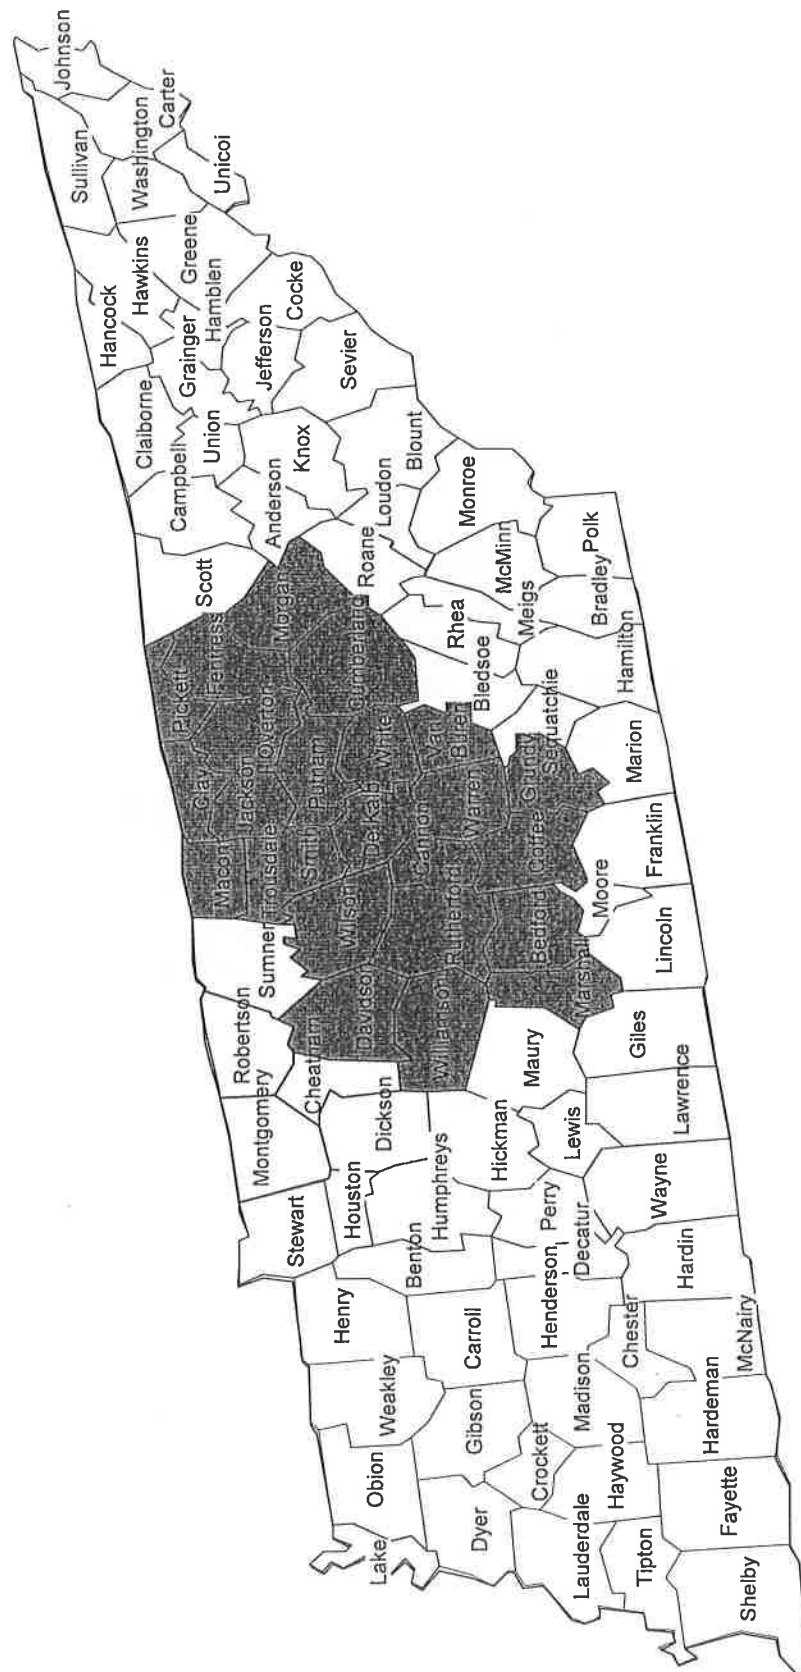 Lake
Obion
Weakley
Henry
Stewart
Montgomery
Robertson
Sumner
Macon
Clay
Pickett
Scott
Campbell
Claiborne
Hancock
Hawkins
Sullivan
Johnson
Carter
Washington
Unicoi
Greene
Hamblen
Grainger
Union
Anderson
Morgan
Fentress
Overton
Jackson
Trousdale
Smith
Putnam
Wilson
Davidson
Cheatham
Dickson
Houston
Humphreys
Benton
Carroll
Gibson
Dyer
Crockett
Lauderdale
Haywood
Madison
Henderson
Decatur
Perry
Hickman
Lewis
Maury
Williamson
Rutherford
Cannon
DeKalb
White
Cumberland
Roane
Loudon
Knox
Jefferson
Cocke
Sevier
Blount
Monroe
McMinn
Meigs
Rhea
Bledsoe
Van
Buren
Warren
Grundy
Sequatchie
Coffee
Bedford
Marshall
Moore
Tipton
Shelby
Fayette
Hardeman
Chester
McNairy
Hardin
Wayne
Lawrence
Giles
Lincoln
Franklin
Marion
Hamilton
Bradley
Polk